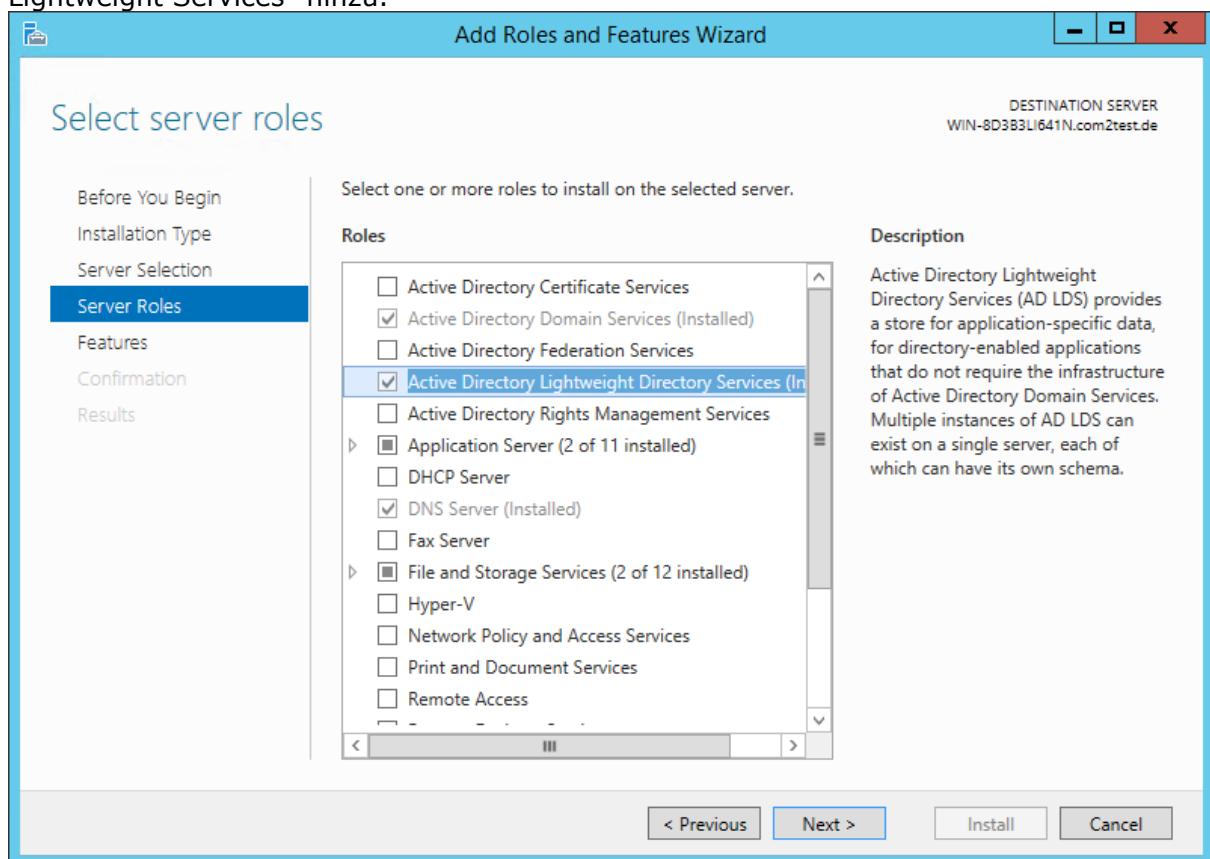 Lightweight Services" hinzu.
Add Roles and Features Wizard
Select server roles
DESTINATION SERVER
WIN-8D3B3LI641N.com2test.de
Before You Begin
Installation Type
Server Selection
Server Roles
Features
Confirmation
Results
Select one or more roles to install on the selected server.
Roles
Active Directory Certificate Services
Active Directory Domain Services (Installed)
Active Directory Federation Services
Active Directory Lightweight Directory Services (In
Active Directory Rights Management Services
Application Server (2 of 11 installed)
DHCP Server
DNS Server (Installed)
Fax Server
File and Storage Services (2 of 12 installed)
Hyper-V
Network Policy and Access Services
Print and Document Services
Remote Access
Description
Active Directory Lightweight
Directory Services (AD LDS) provides
a store for application-specific data,
for directory-enabled applications
that do not require the infrastructure
of Active Directory Domain Services.
Multiple instances of AD LDS can
exist on a single server, each of
which can have its own schema.
< Previous
Next >
Install
Cancel